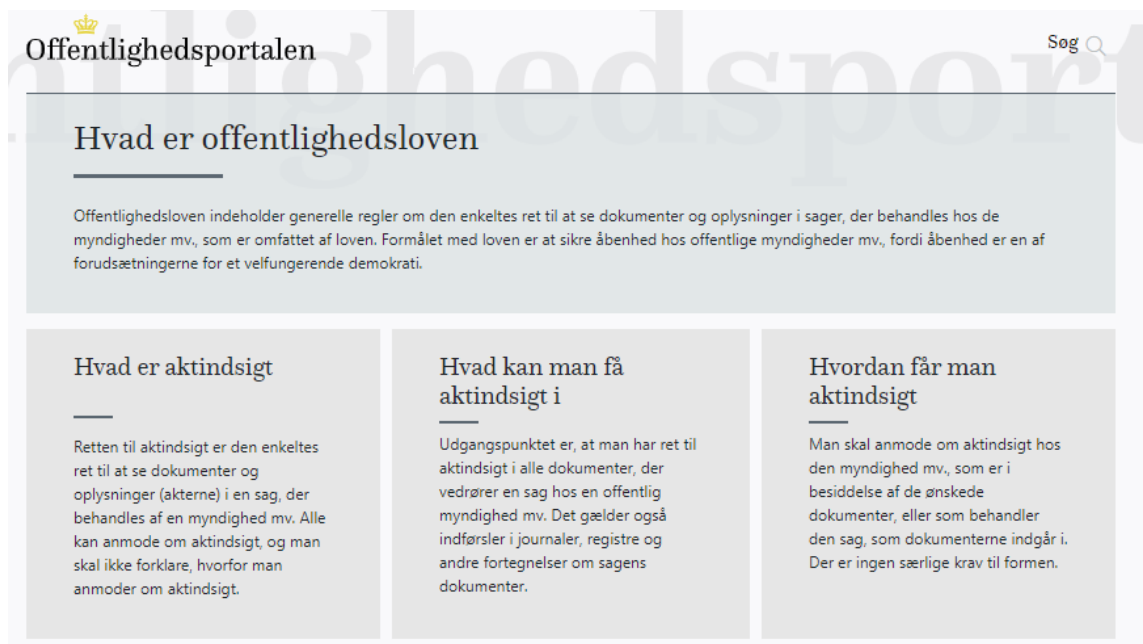 Offentlighedsportalen
Søg
ntlighedsport
Hvad er offentlighedsloven
Offentlighedsloven indeholder generelle regler om den enkeltes ret til at se dokumenter og oplysninger i sager, der behandles hos de
myndigheder mv., som er omfattet af loven. Formålet med loven er at sikre åbenhed hos offentlige myndigheder mv., fordi åbenhed er en af
forudsætningerne for et velfungerende demokrati.
Hvad er aktindsigt
Retten til aktindsigt er den enkeltes
ret til at se dokumenter og
oplysninger (akterne) i en sag, der
behandles af en myndighed mv. Alle
kan anmode om aktindsigt, og man
skal ikke forklare, hvorfor man
anmoder om aktindsigt.
Hvad kan man få
aktindsigt i
Udgangspunktet er, at man har ret til
aktindsigt i alle dokumenter, der
vedrører en sag hos en offentlig
myndighed mv. Det gælder også
indførsler i journaler, registre og
andre fortegnelser om sagens
dokumenter.
Hvordan får man
aktindsigt
Man skal anmode om aktindsigt hos
den myndighed mv., som er i
besiddelse af de ønskede
dokumenter, eller som behandler
den sag, som dokumenterne indgår i.
Der er ingen særlige krav til formen.